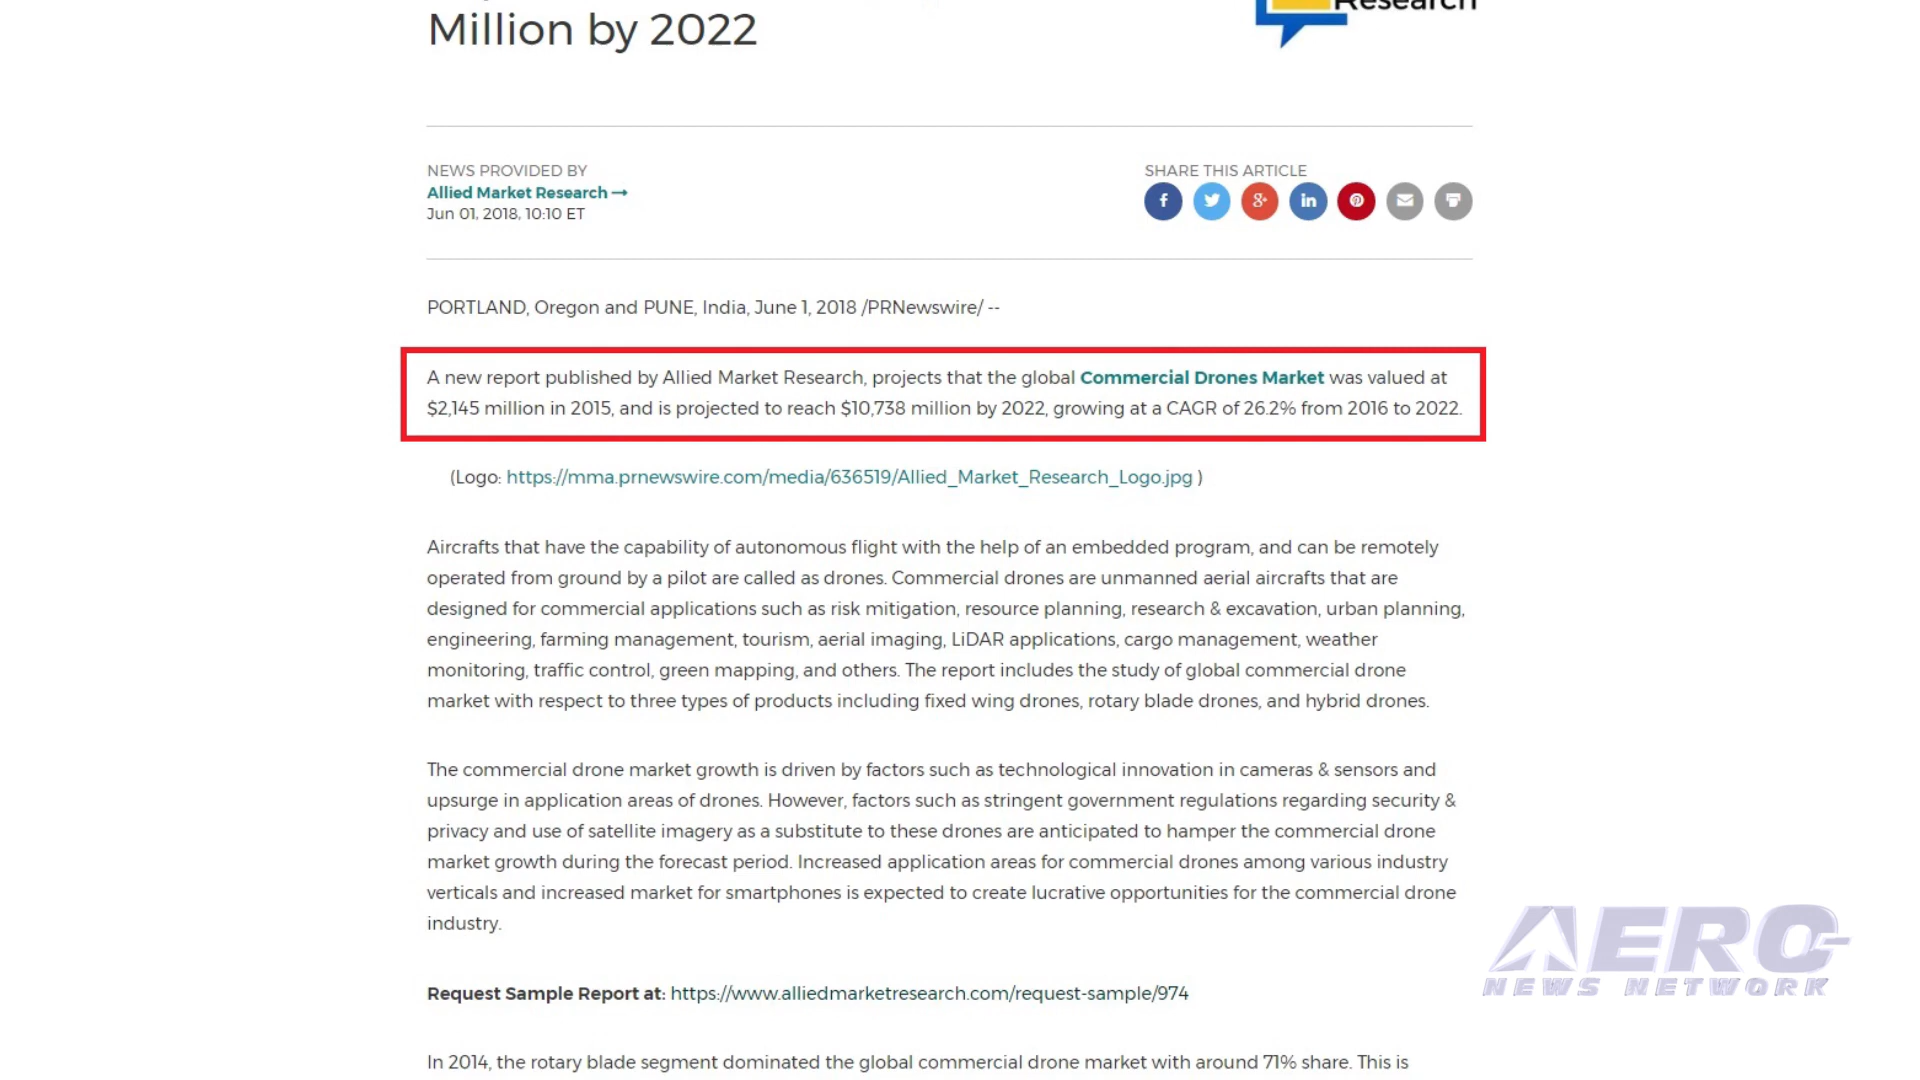 Million by 2022
Research
NEWS PROVIDED BY
Allied Market Research →
Jun 01, 2018, 10:10 ET
SHARE THIS ARTICLE
PORTLAND, Oregon and PUNE, India, June 1, 2018 /PRNewswire/ --
A new report published by Allied Market Research, projects that the global Commercial Drones Market was valued at
$2,145 million in 2015, and is projected to reach $10,738 million by 2022, growing at a CAGR of 26.2% from 2016 to 2022.
(Logo: https://mma.prnewswire.com/media/636519/Allied_Market_Research_Logo.jpg )
Aircrafts that have the capability of autonomous flight with the help of an embedded program, and can be remotely
operated from ground by a pilot are called as drones. Commercial drones are unmanned aerial aircrafts that are
designed for commercial applications such as risk mitigation, resource planning, research & excavation, urban planning,
engineering, farming management, tourism, aerial imaging, LiDAR applications, cargo management, weather
monitoring, traffic control, green mapping, and others. The report includes the study of global commercial drone
market with respect to three types of products including fixed wing drones, rotary blade drones, and hybrid drones.
The commercial drone market growth is driven by factors such as technological innovation in cameras & sensors and
upsurge in application areas of drones. However, factors such as stringent government regulations regarding security &
privacy and use of satellite imagery as a substitute to these drones are anticipated to hamper the commercial drone
market growth during the forecast period. Increased application areas for commercial drones among various industry
verticals and increased market for smartphones is expected to create lucrative opportunities for the commercial drone
industry.
Request Sample Report at: https://www.alliedmarketresearch.com/request-sample/974
In 2014, the rotary blade segment dominated the global commercial drone market with around 71% share. This is
AERO-
NEWS NETWORK